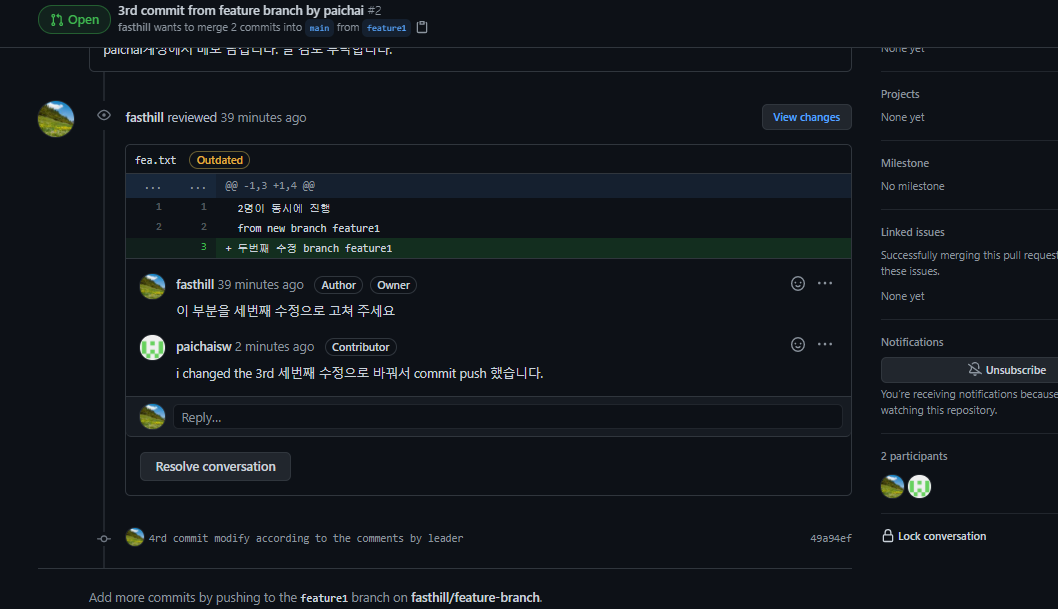 Open
3rd commit from feature branch by paichai #2
fasthill wants to merge 2 commits into main from feature1
None yet
fasthill reviewed 39 minutes ago
View changes
fea.txt Outdated
... ... @@ -1,3 +1,4 @@
1 1 2명이 동시에 진행
2 2 from new branch feature1
3 + 두번째 수정 branch feature1
fasthill 39 minutes ago Author Owner
이 부분을 세번째 수정으로 고쳐 주세요
paichaisw 2 minutes ago Contributor
i changed the 3rd 세번째 수정으로 바꿔서 commit push 했습니다.
Reply...
Resolve conversation
4rd commit modify according to the comments by leader 49a94ef
Add more commits by pushing to the feature1 branch on fasthill/feature-branch.
Projects
None yet
Milestone
No milestone
Linked issues
Successfully merging this pull request
these issues.
None yet
Notifications
Unsubscribe
You're receiving notifications because
watching this repository.
2 participants
Lock conversation